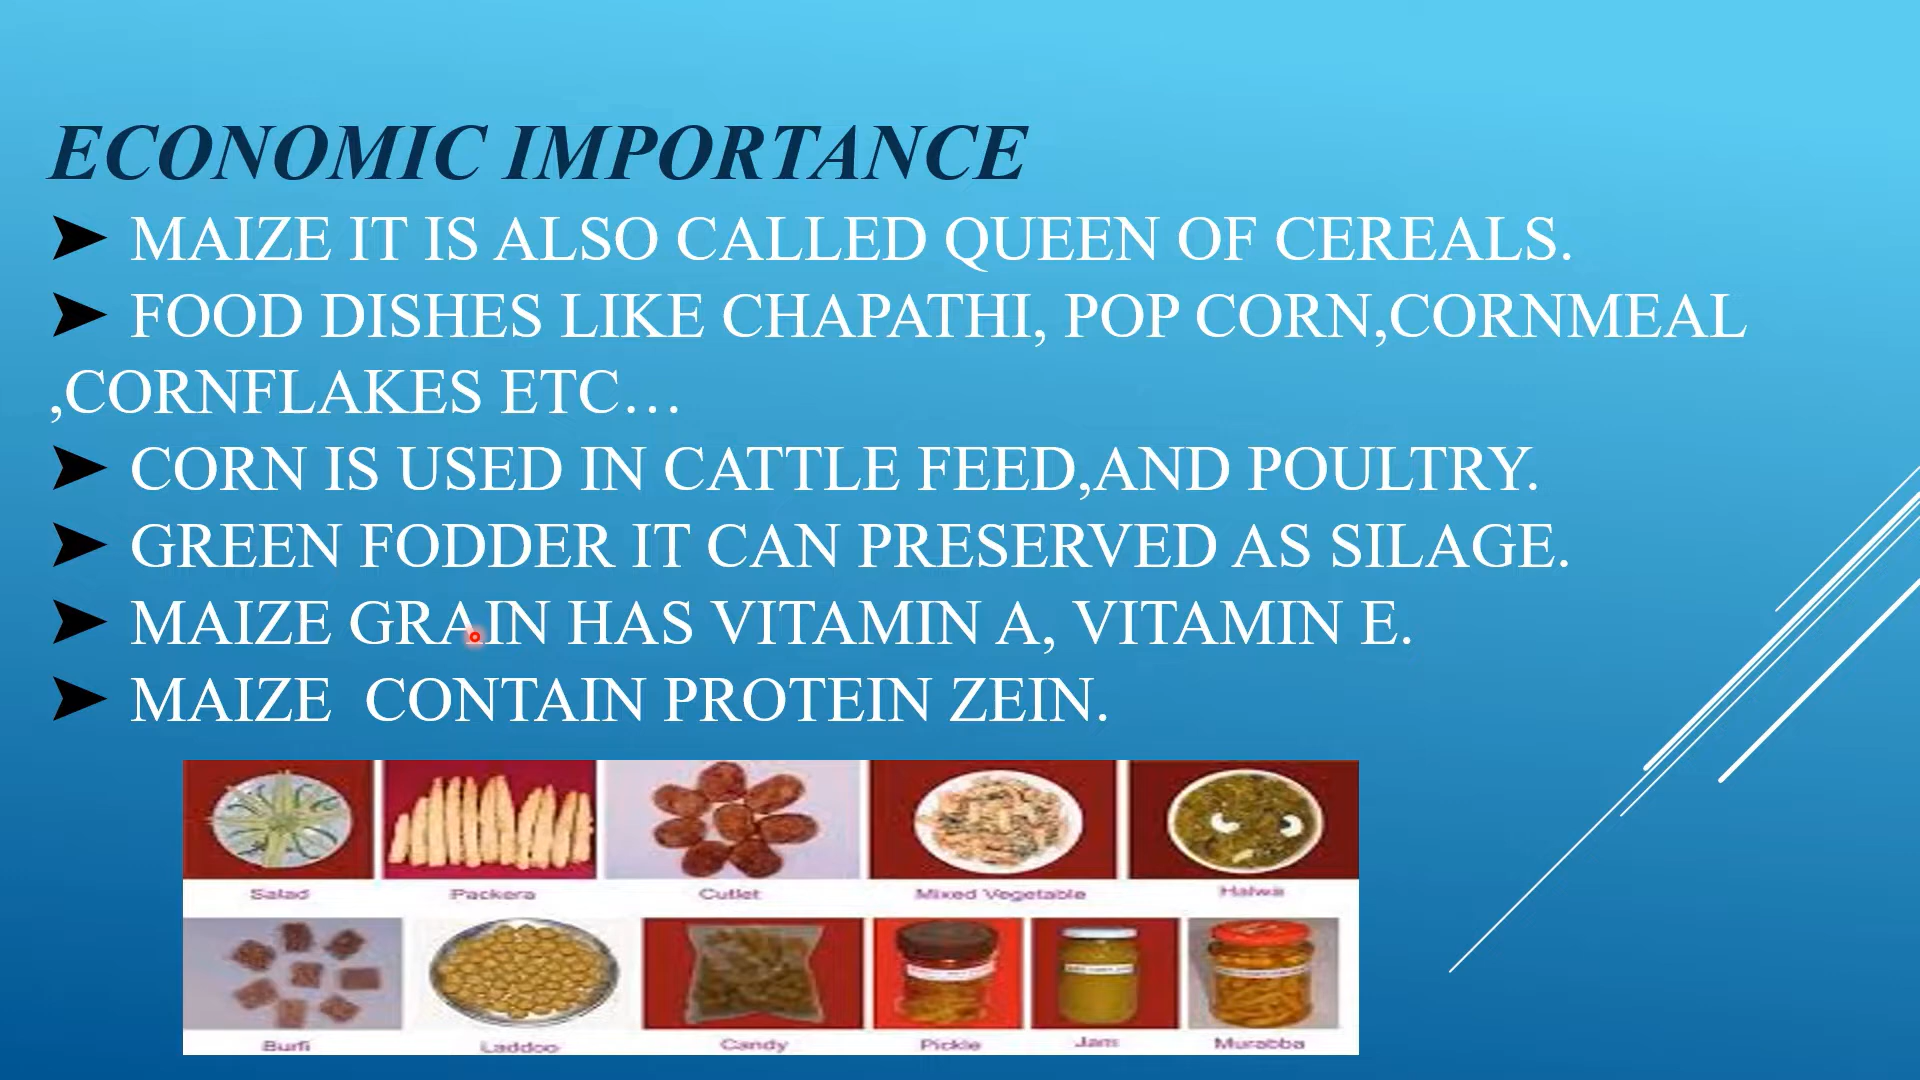 ECONOMIC IMPORTANCE
➤ MAIZE IT IS ALSO CALLED QUEEN OF CEREALS.
➤ FOOD DISHES LIKE CHAPATHI, POP CORN,CORNMEAL
,CORNFLAKES ETC…
➤ CORN IS USED IN CATTLE FEED,AND POULTRY.
➤ GREEN FODDER IT CAN PRESERVED AS SILAGE.
➤ MAIZE GRAIN HAS VITAMIN A, VITAMIN E.
➤ MAIZE  CONTAIN PROTEIN ZEIN.
Salad Packera Cutlet Mixed Vegetable Halwa
Burfi Laddoo Candy Pickle Jam Murabba